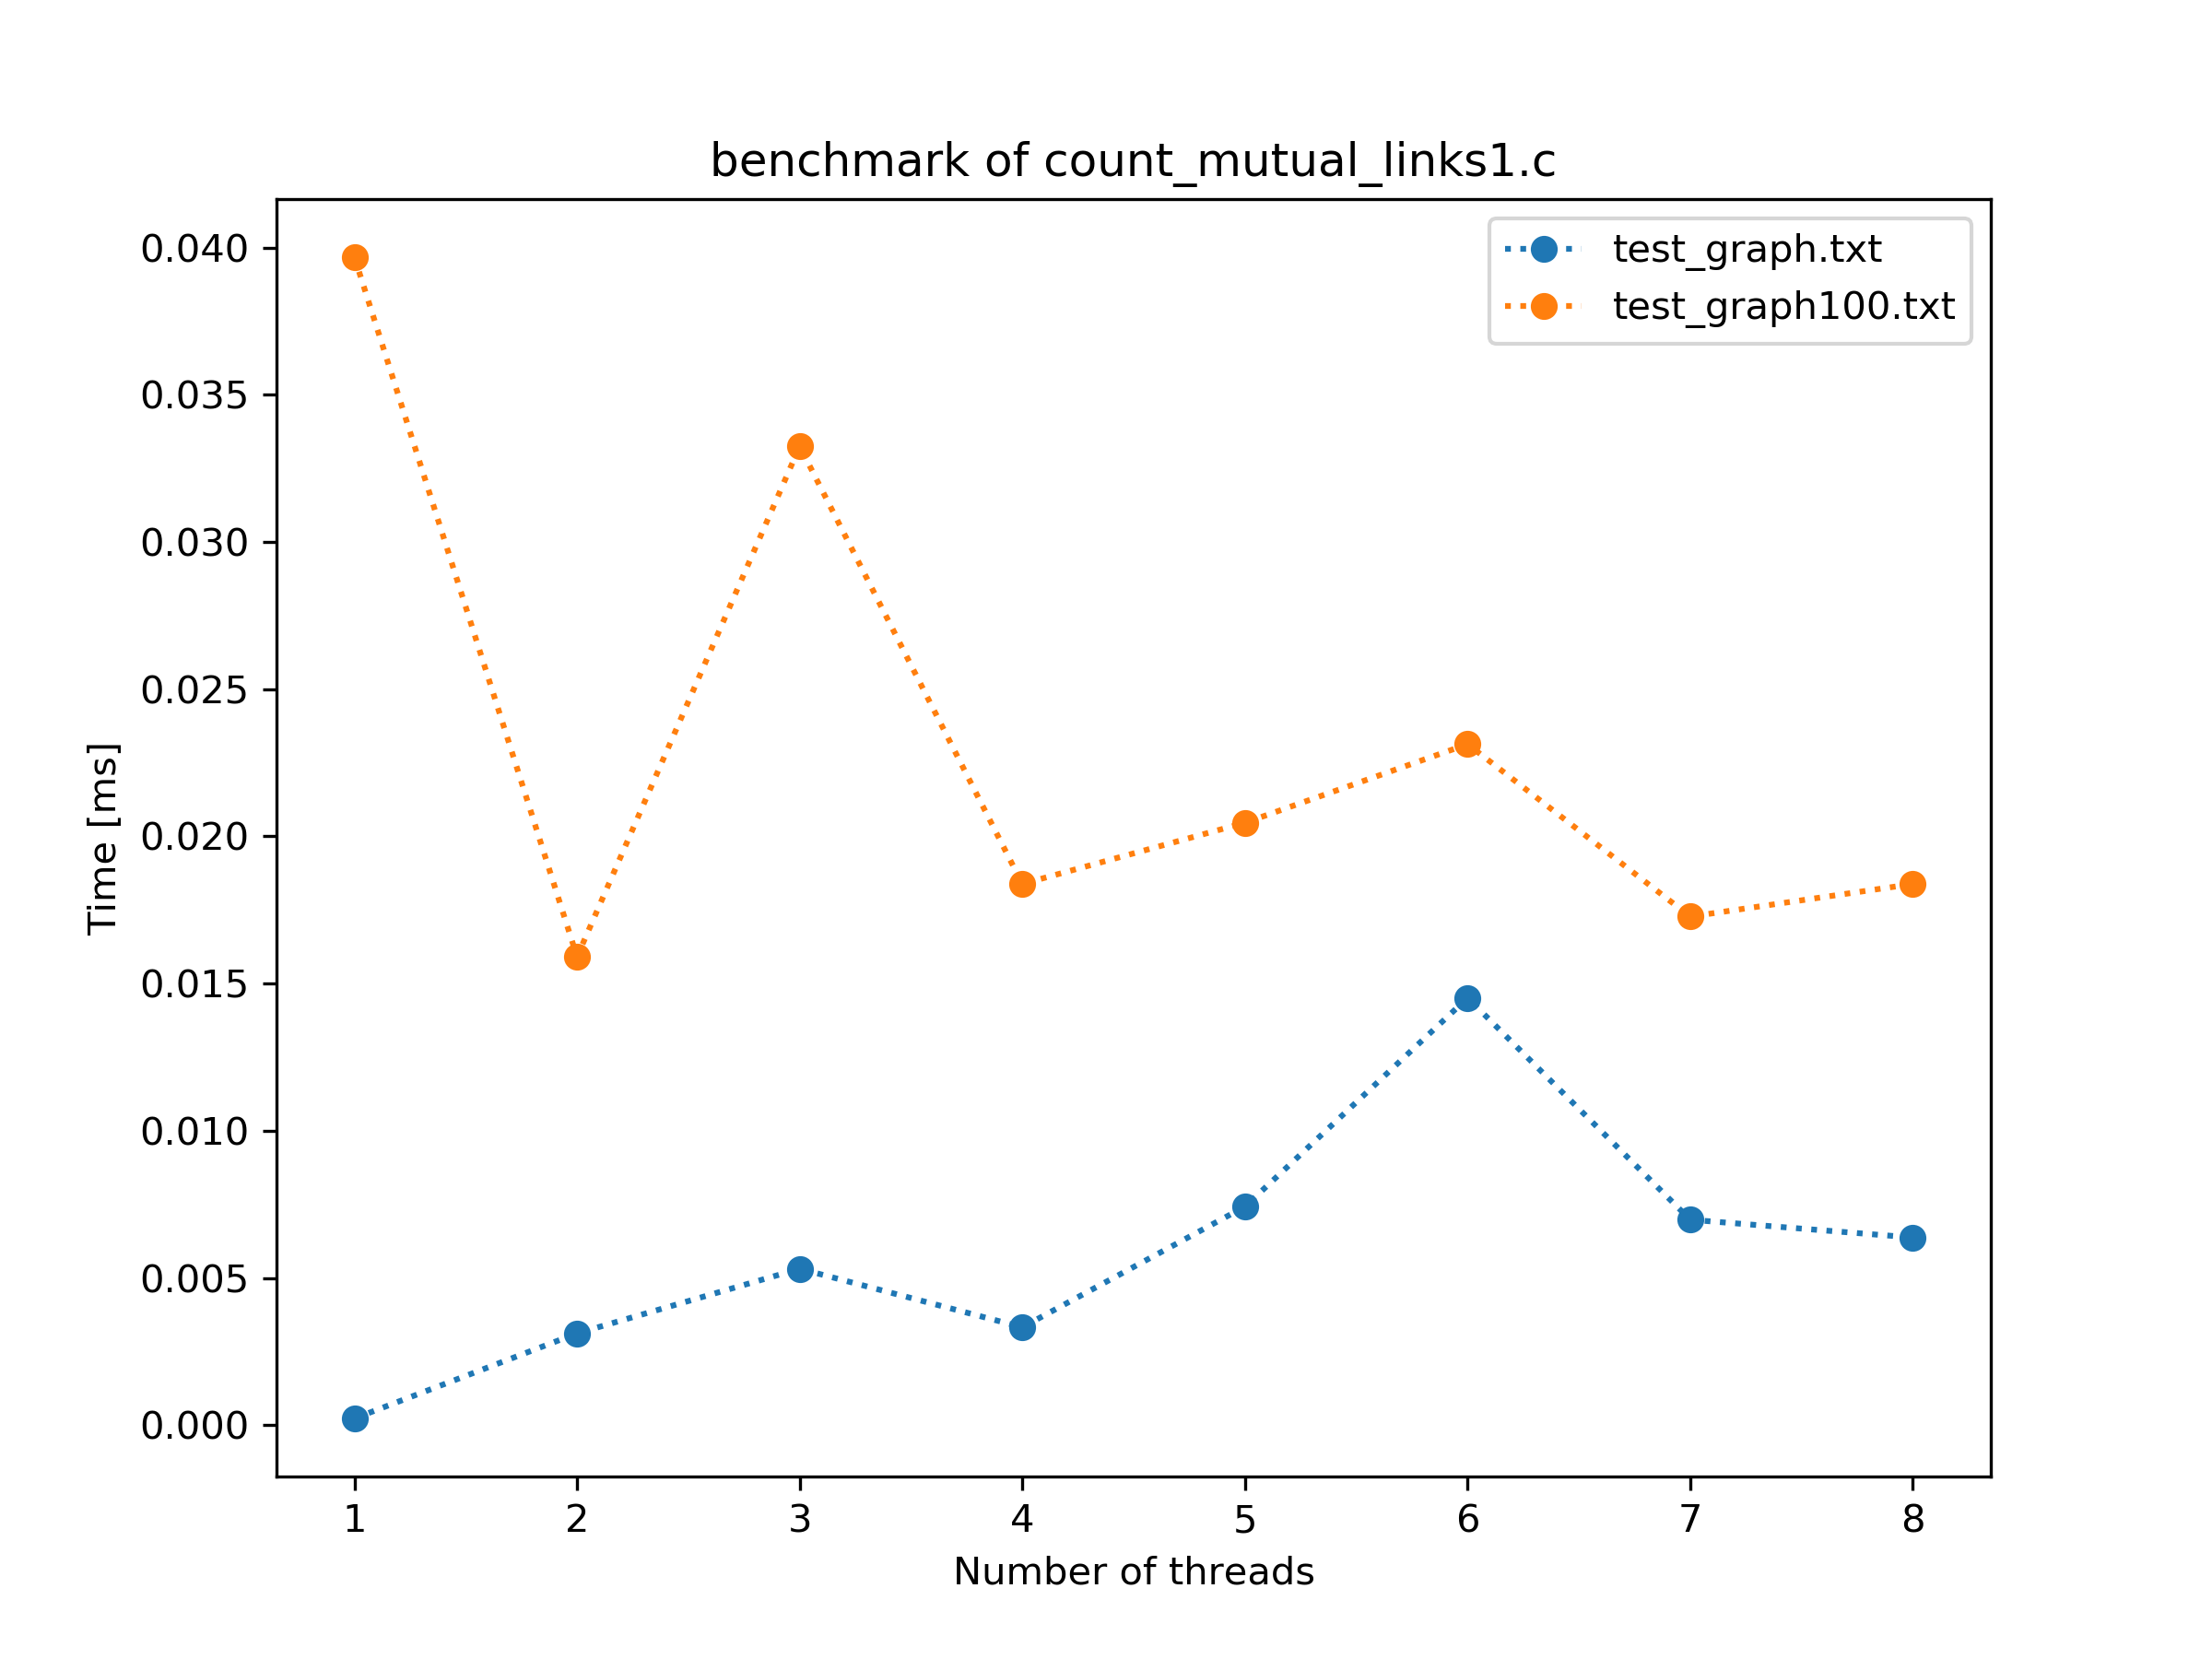 benchmark of count_mutual_links1.c
test_graph.txt
test_graph100.txt
0.040
0.035
0.030
0.025
0.020
0.015
0.010
0.005
0.000
Time [ms]
1 2 3 4 5 6 7 8
Number of threads